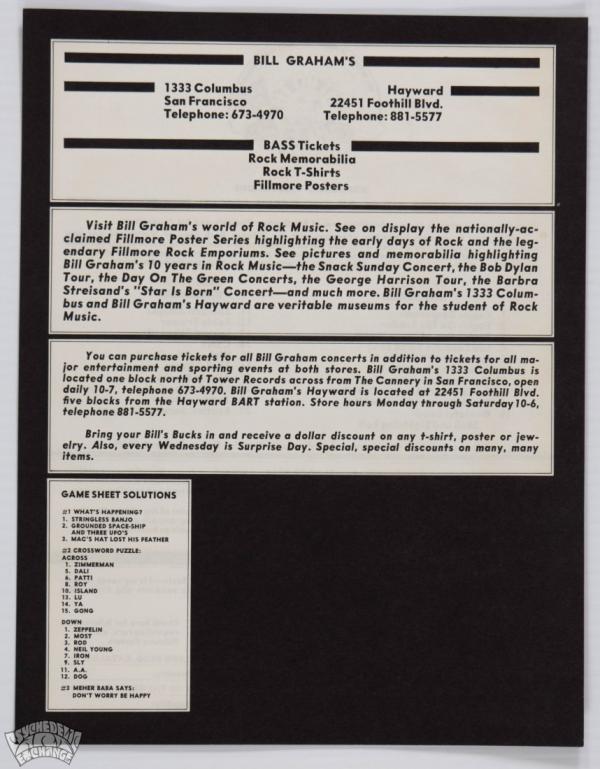 BILL GRAHAM'S
1333 Columbus
San Francisco
Telephone: 673-4970
Hayward
22451 Foothill Blvd.
Telephone: 881-5577
BASS Tickets
Rock Memorabilia
Rock T-Shirts
Fillmore Posters
Visit Bill Graham's world of Rock Music. See on display the nationally-ac-
claimed Fillmore Poster Series highlighting the early days of Rock and the leg-
endary Fillmore Rock Emporiums. See pictures and memorabilia highlighting
Bill Graham's 10 years in Rock Music—the Snack Sunday Concert, the Bob Dylan
Tour, the Day On The Green Concerts, the George Harrison Tour, the Barbra
Streisand's "Star Is Born" Concert—and much more. Bill Graham's 1333 Colum-
bus and Bill Graham's Hayward are veritable museums for the student of Rock
Music.
You can purchase tickets for all Bill Graham concerts in addition to tickets for all ma-
jor entertainment and sporting events at both stores. Bill Graham's 1333 Columbus is
located one block north of Tower Records across from The Cannery in San Francisco, open
daily 10-7, telephone 673-4970. Bill Graham's Hayward is located at 22451 Foothill Blvd.
five blocks from the Hayward BART station. Store hours Monday through Saturday 10-6,
telephone 881-5577.
Bring your Bill's Bucks in and receive a dollar discount on any t-shirt, poster or jew-
elry. Also, every Wednesday is Surprise Day. Special, special discounts on many, many
items.
GAME SHEET SOLUTIONS
#1 WHAT'S HAPPENING?
1. STRINGLESS BANJO
2. GROUNDED SPACE-SHIP
AND THREE UFO'S
3. MAC'S HAT LOST HIS FEATHER
#2 CROSSWORD PUZZLE:
ACROSS
1. ZIMMERMAN
5. DALI
6. PATTI
8. ROY
10. ISLAND
13. LU
14. YA
15. GONG
DOWN
1. ZEPPELIN
2. MOST
3. ROD
4. NEIL YOUNG
7. IRON
9. SLY
11. A.A.
12. DOG
#3 MEHER BABA SAYS:
DON'T WORRY BE HAPPY
PSYCHEDELIC
ART
EXCHANGE